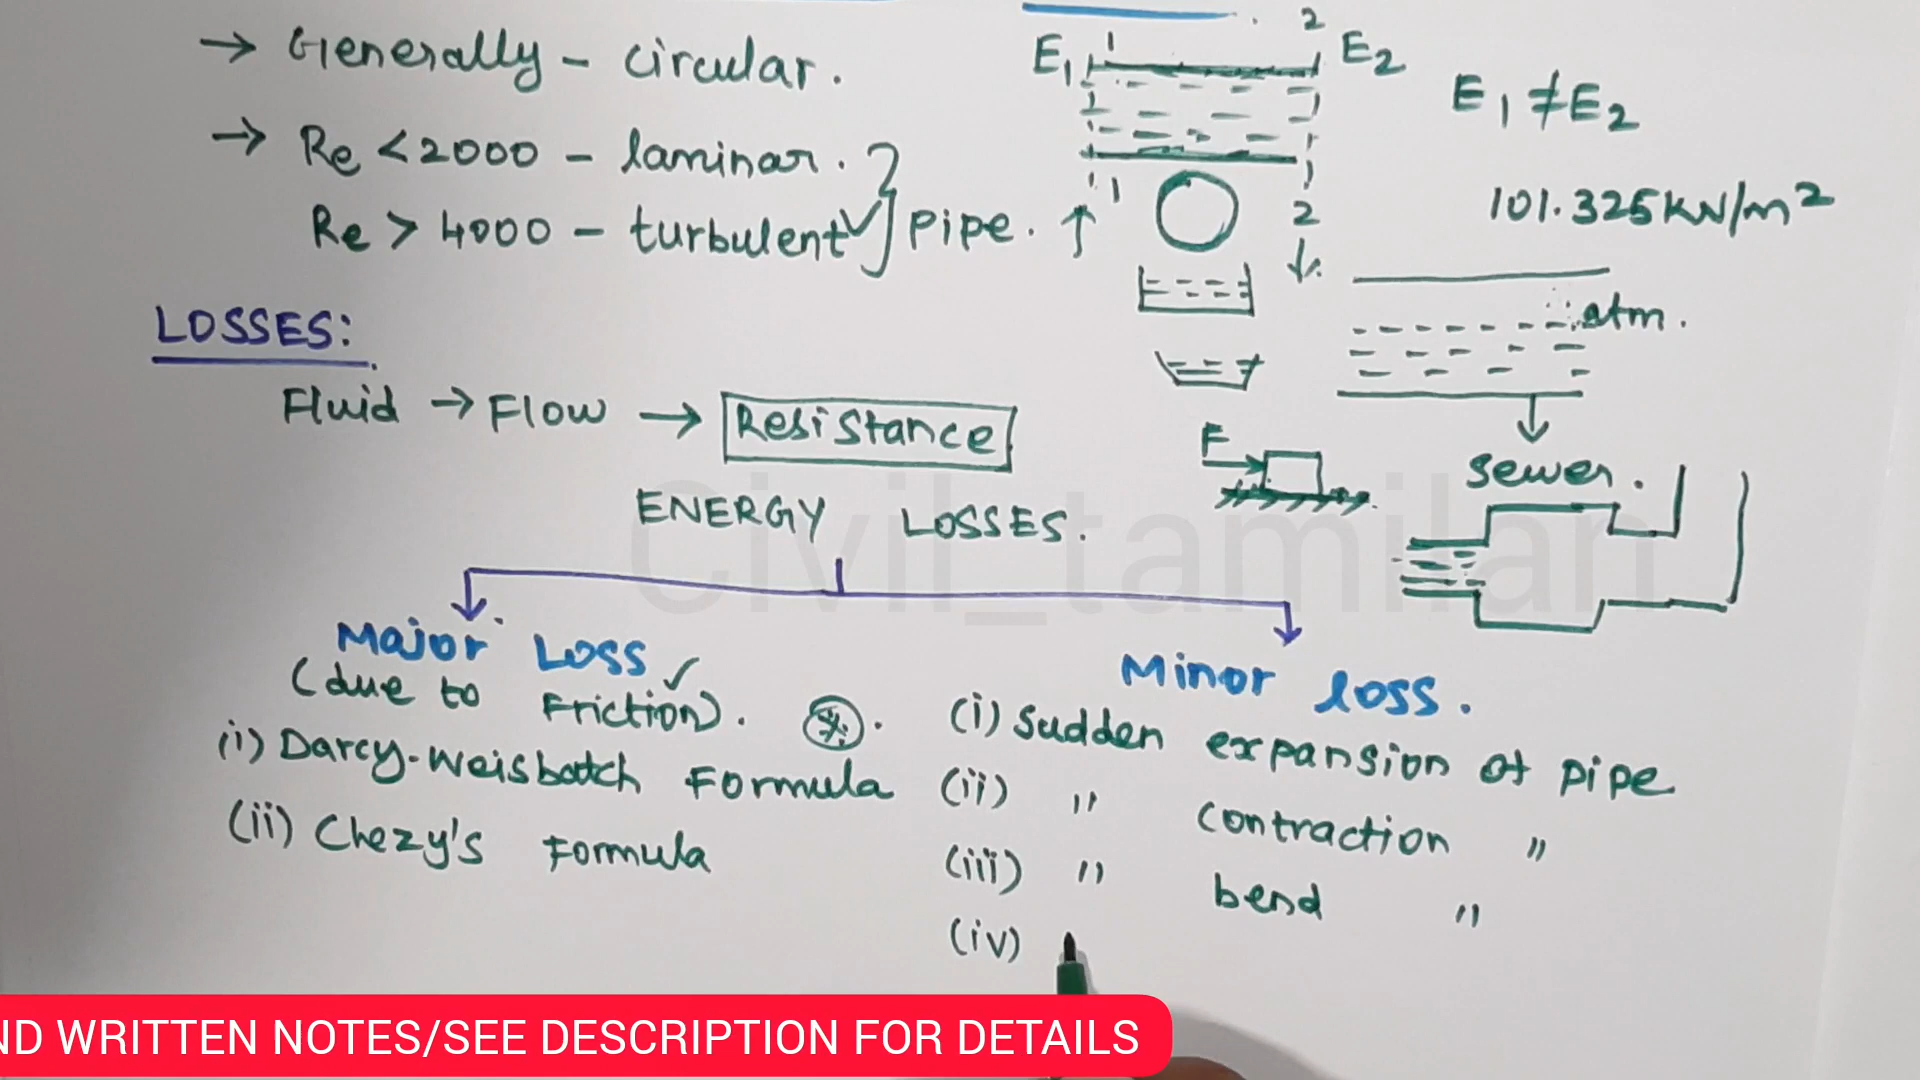 → Generally - circular.
→ Re < 2000 - laminar.
Re > 4000 - turbulent ✓ } pipe. ↑
1 2
E1 E2
1 2
E1 ≠ E2
101.325 kN/m2
atm.
sewer.
LOSSES:
Fluid → Flow → Resistance
F
ENERGY LOSSES.
Civil_tamilan
Major Loss
(due to Friction). ✓
(i) Darcy-Weisbatch Formula
(ii) Chezy's Formula
Minor loss.
(i) Sudden expansion of pipe
(ii) " contraction "
(iii) " bend "
(iv)
ND WRITTEN NOTES/SEE DESCRIPTION FOR DETAILS